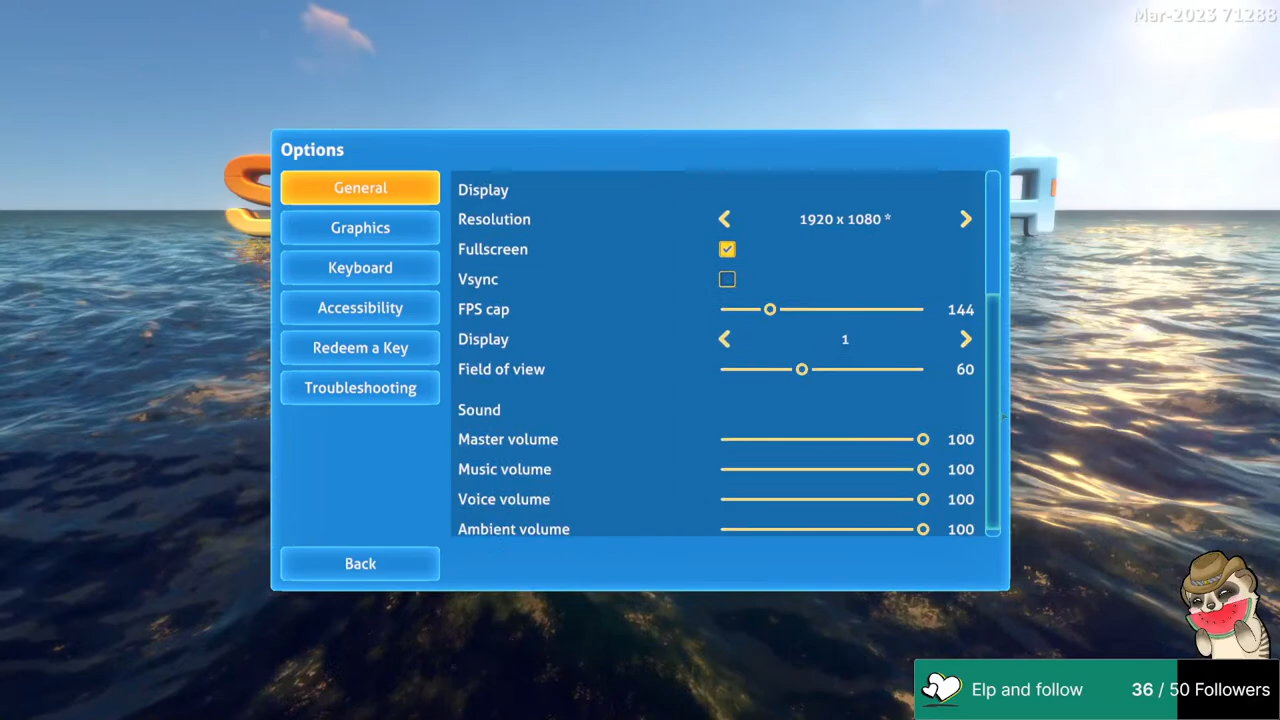 Mar-2023 71288
Options
General
Graphics
Keyboard
Accessibility
Redeem a Key
Troubleshooting
Back
Display
Resolution 1920 x 1080 *
Fullscreen
Vsync
FPS cap 144
Display 1
Field of view 60
Sound
Master volume 100
Music volume 100
Voice volume 100
Ambient volume 100
Elp and follow 36 / 50 Followers